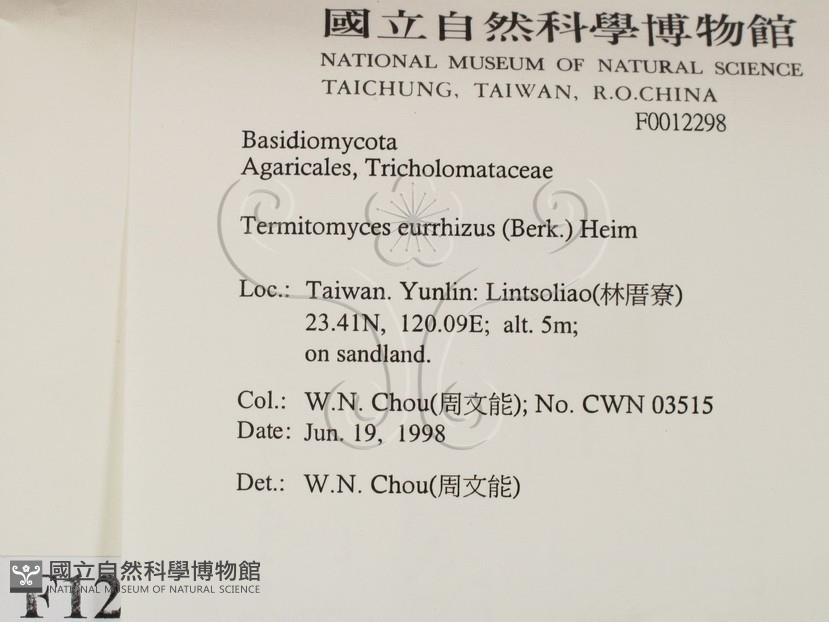 國立自然科學博物館
NATIONAL MUSEUM OF NATURAL SCIENCE
TAICHUNG, TAIWAN, R.O.CHINA
F0012298
Basidiomycota
Agaricales, Tricholomataceae
Termitomyces eurrhizus (Berk.) Heim
Loc.: Taiwan. Yunlin: Lintsoliao(林厝寮)
23.41N, 120.09E; alt. 5m;
on sandland.
Col.: W.N. Chou(周文能); No. CWN 03515
Date: Jun. 19, 1998
Det.: W.N. Chou(周文能)
國立自然科學博物館
NATIONAL MUSEUM OF NATURAL SCIENCE
F12